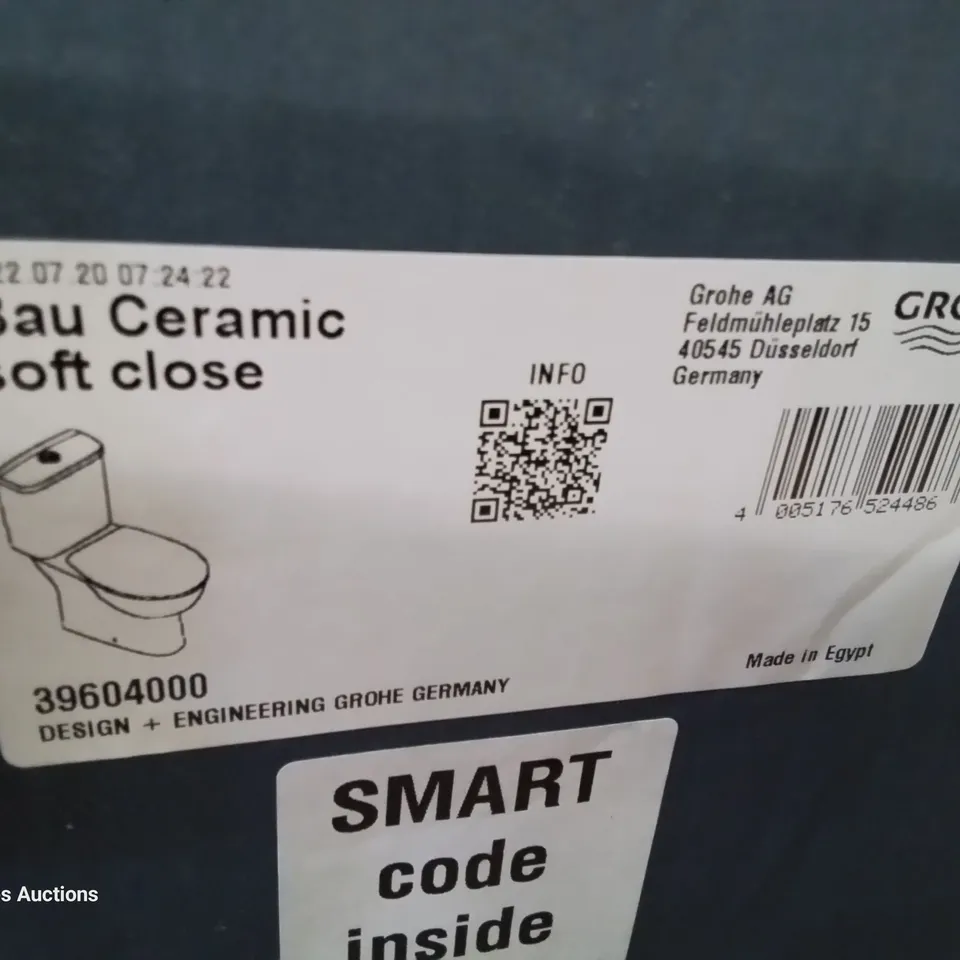 22 07 20 07:24:22
Bau Ceramic
soft close
INFO
Grohe AG
Feldmühleplatz 15
40545 Düsseldorf
Germany
GRO
4 005176 524486
Made in Egypt
39604000
DESIGN + ENGINEERING GROHE GERMANY
SMART
code
inside
s Auctions